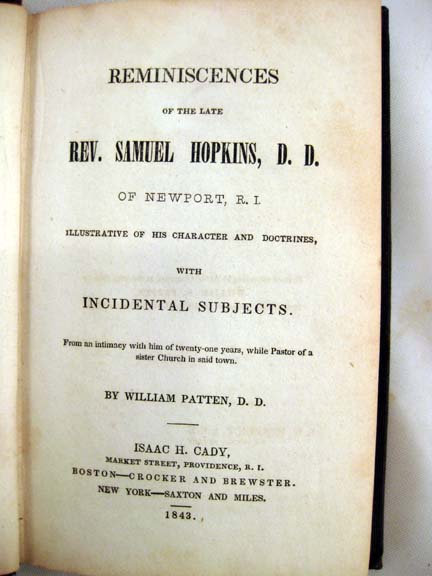 REMINISCENCES
OF THE LATE
REV. SAMUEL HOPKINS, D. D.
OF NEWPORT, R. I.
ILLUSTRATIVE OF HIS CHARACTER AND DOCTRINES,
WITH
INCIDENTAL SUBJECTS.
From an intimacy with him of twenty-one years, while Pastor of a
sister Church in said town.
BY WILLIAM PATTEN, D. D.
ISAAC H. CADY,
MARKET STREET, PROVIDENCE, R. I.
BOSTON—CROCKER AND BREWSTER.
NEW YORK—SAXTON AND MILES.
1843.